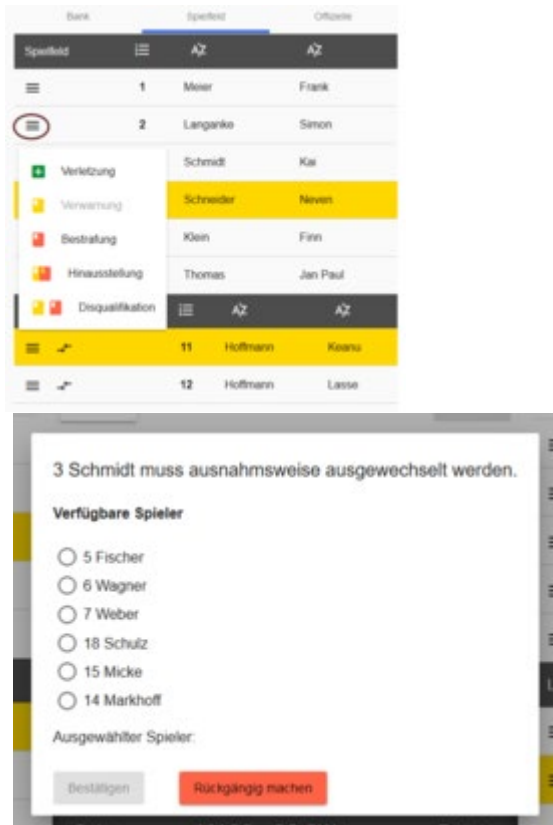 Bank Spielfeld Offizielle
Spielfeld AZ AZ
1 Meier Frank
2 Langanke Simon
Verletzung Schmidt Kai
Verwarnung Schneider Neven
Bestrafung Klein Finn
Hinausstellung Thomas Jan Paul
Disqualifikation AZ AZ
11 Hoffmann Keanu
12 Hoffmann Lasse
3 Schmidt muss ausnahmsweise ausgewechselt werden.
Verfügbare Spieler
5 Fischer
6 Wagner
7 Weber
18 Schulz
15 Micke
14 Markhoff
Ausgewählter Spieler:
Bestätigen Rückgängig machen